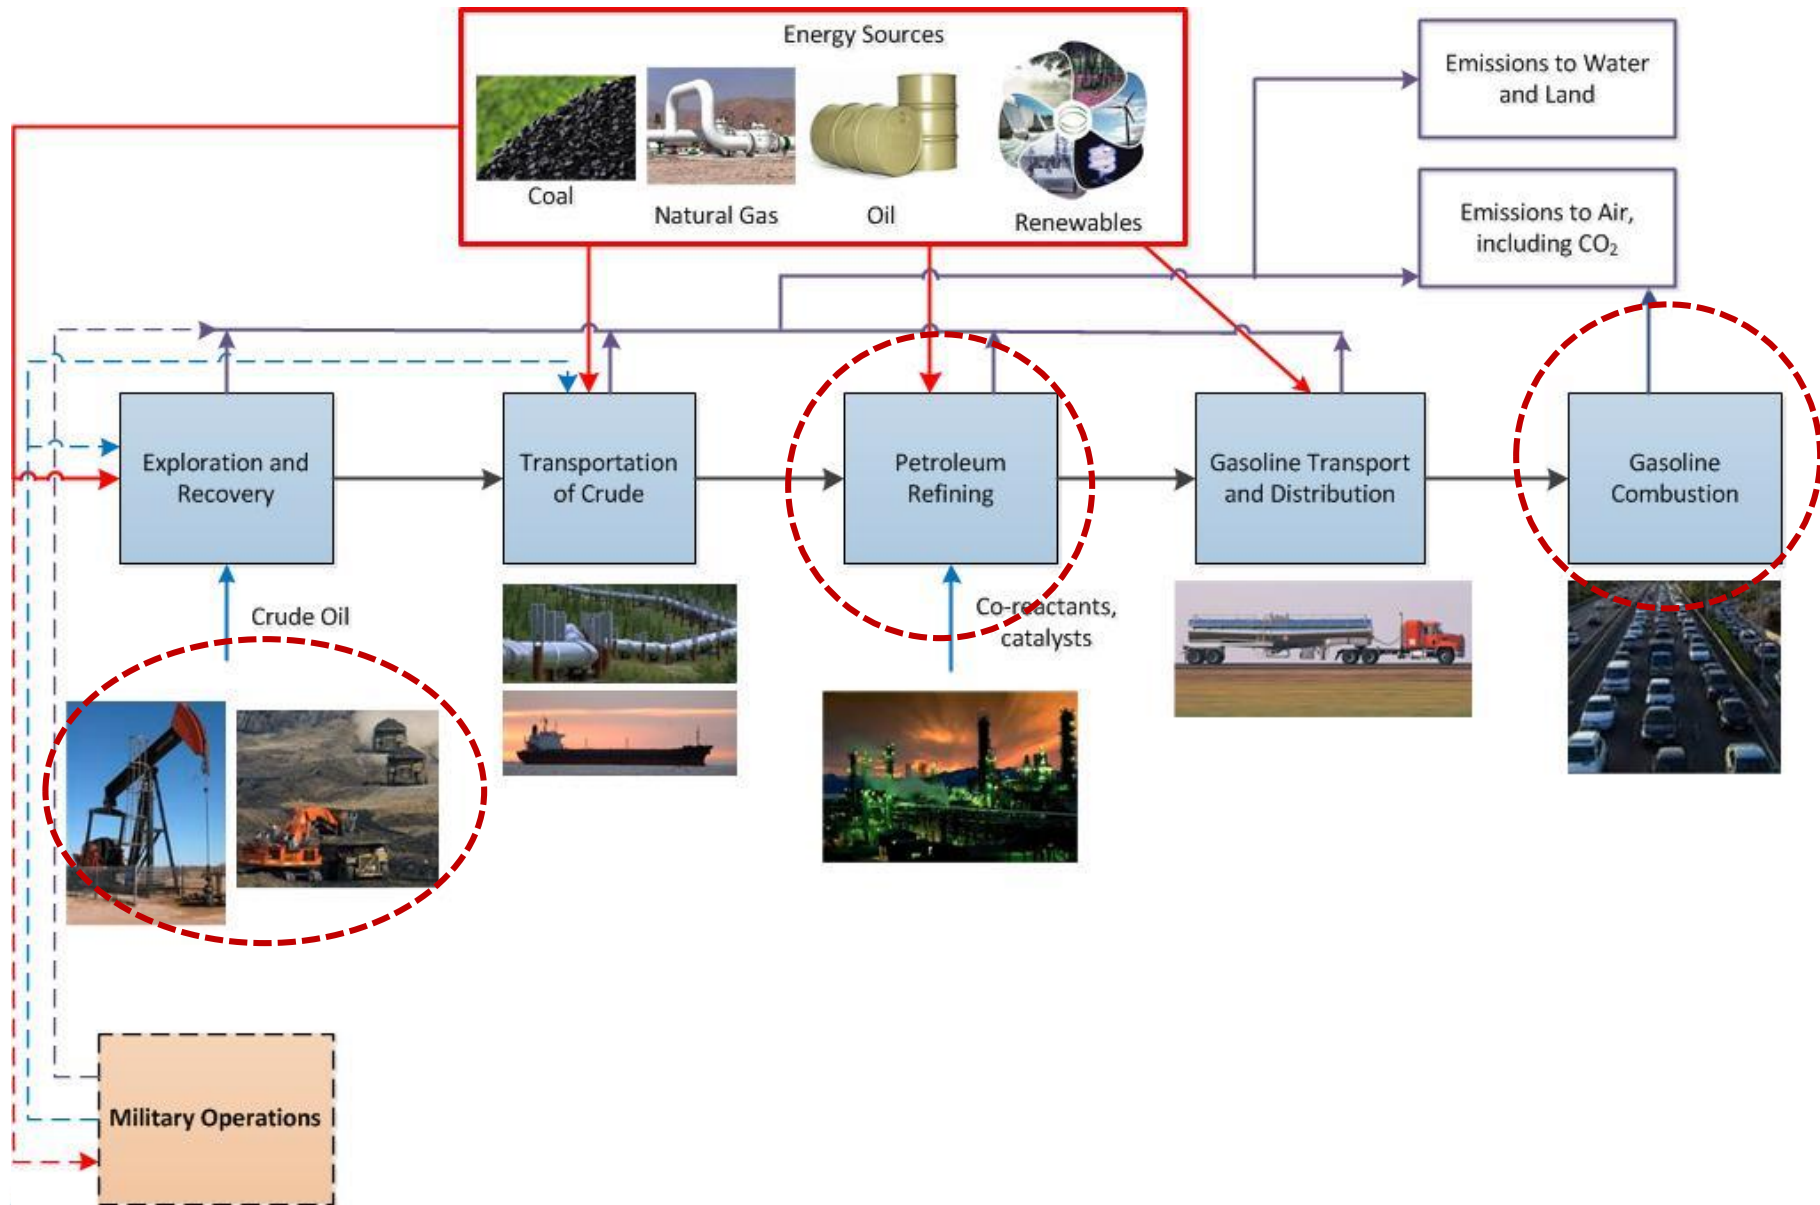 Energy Sources
Coal
Natural Gas
Oil
Renewables
Emissions to Water
and Land
Emissions to Air,
including CO₂
Exploration and
Recovery
Transportation
of Crude
Petroleum
Refining
Gasoline Transport
and Distribution
Gasoline
Combustion
Crude Oil
Co-reactants,
catalysts
Military Operations